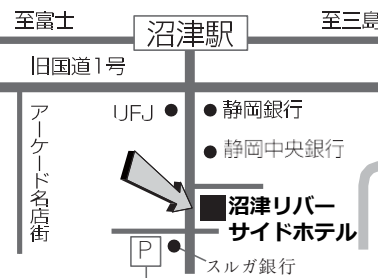 至富士
沼津駅
至三島
旧国道1号
アーケード名店街
UFJ
静岡銀行
静岡中央銀行
沼津リバー
サイドホテル
P
スルガ銀行